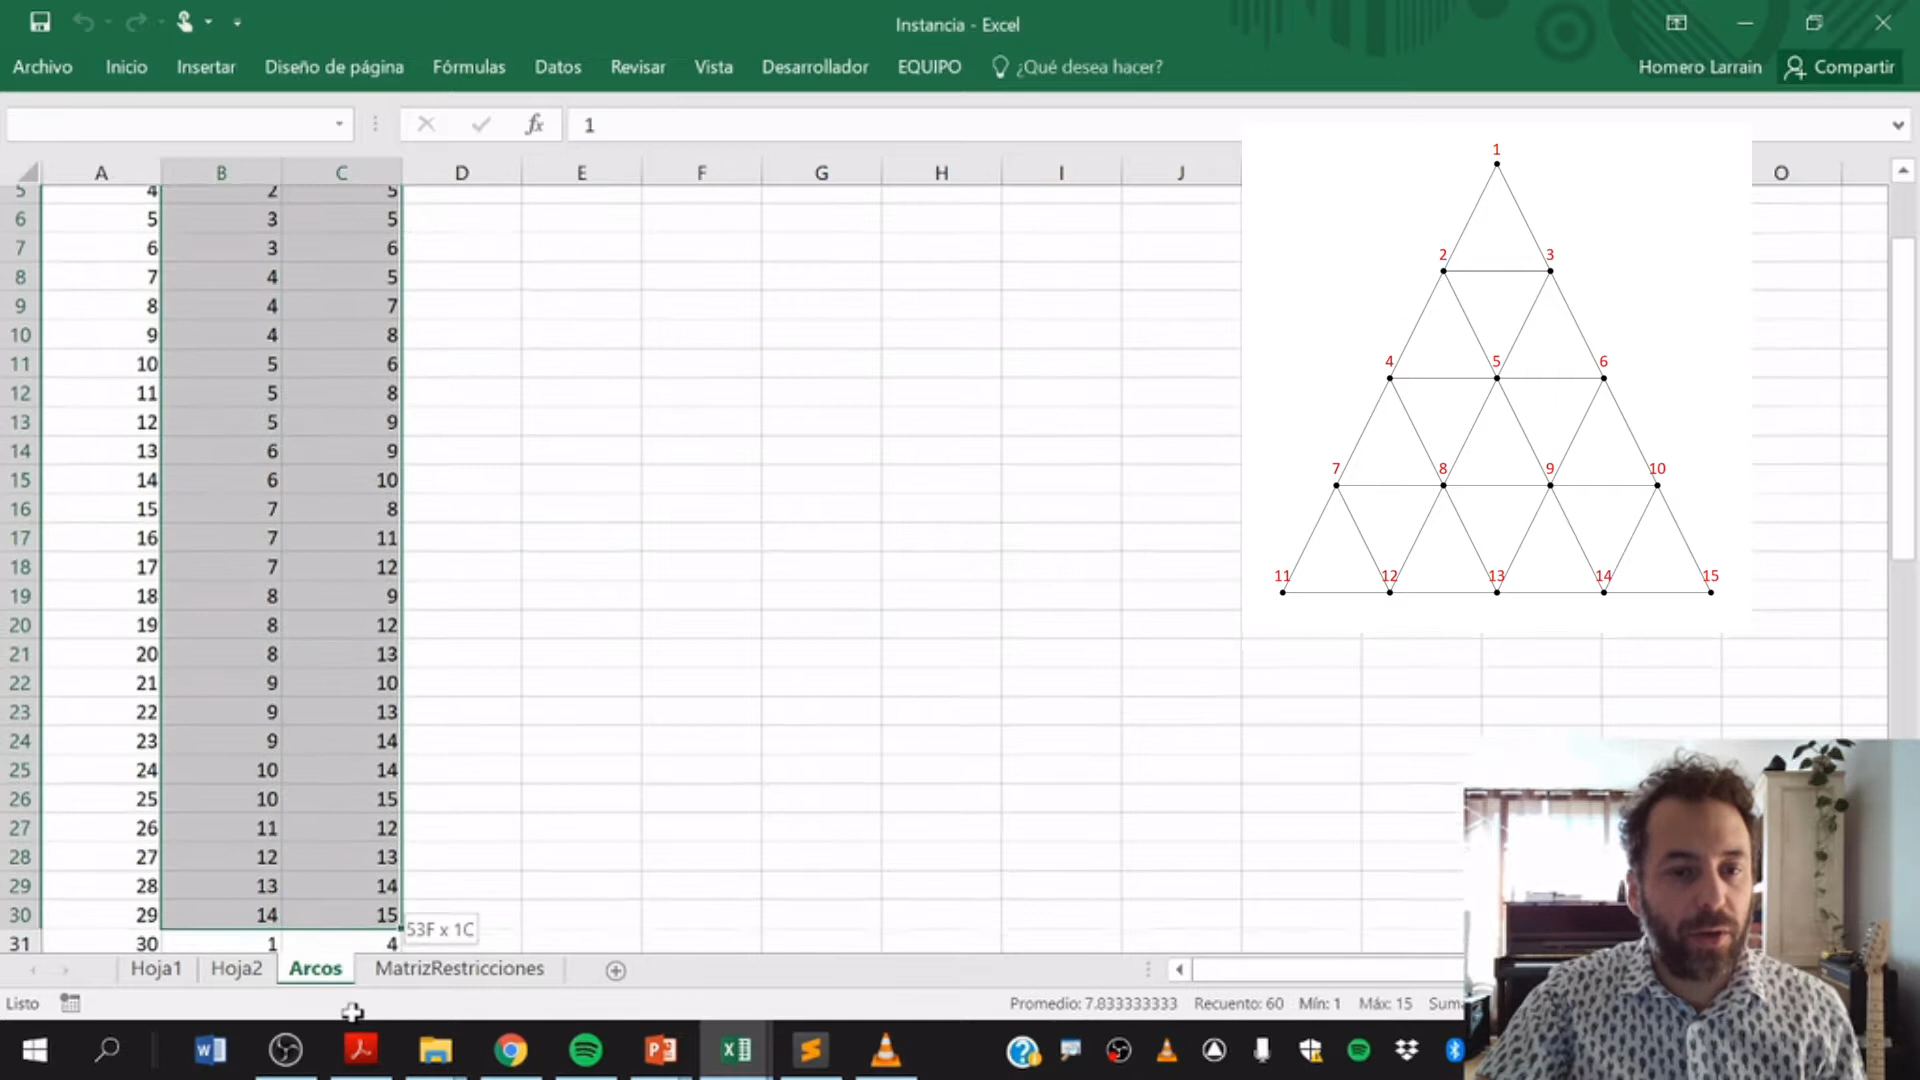 Instancia - Excel
Archivo Inicio Insertar Diseño de página Fórmulas Datos Revisar Vista Desarrollador EQUIPO ¿Qué desea hacer? Homero Larrain Compartir
fx 1
A B C D E F G H I J O
5 4 2 5
6 5 3 5
7 6 3 6
8 7 4 5
9 8 4 7
10 9 4 8
11 10 5 6
12 11 5 8
13 12 5 9
14 13 6 9
15 14 6 10
16 15 7 8
17 16 7 11
18 17 7 12
19 18 8 9
20 19 8 12
21 20 8 13
22 21 9 10
23 22 9 13
24 23 9 14
25 24 10 14
26 25 10 15
27 26 11 12
28 27 12 13
29 28 13 14
30 29 14 15
31 30 1 4
53F x 1C
1
2 3
4 5 6
7 8 9 10
11 12 13 14 15
Hoja1 Hoja2 Arcos MatrizRestricciones
Listo Promedio: 7.833333333 Recuento: 60 Mín: 1 Máx: 15